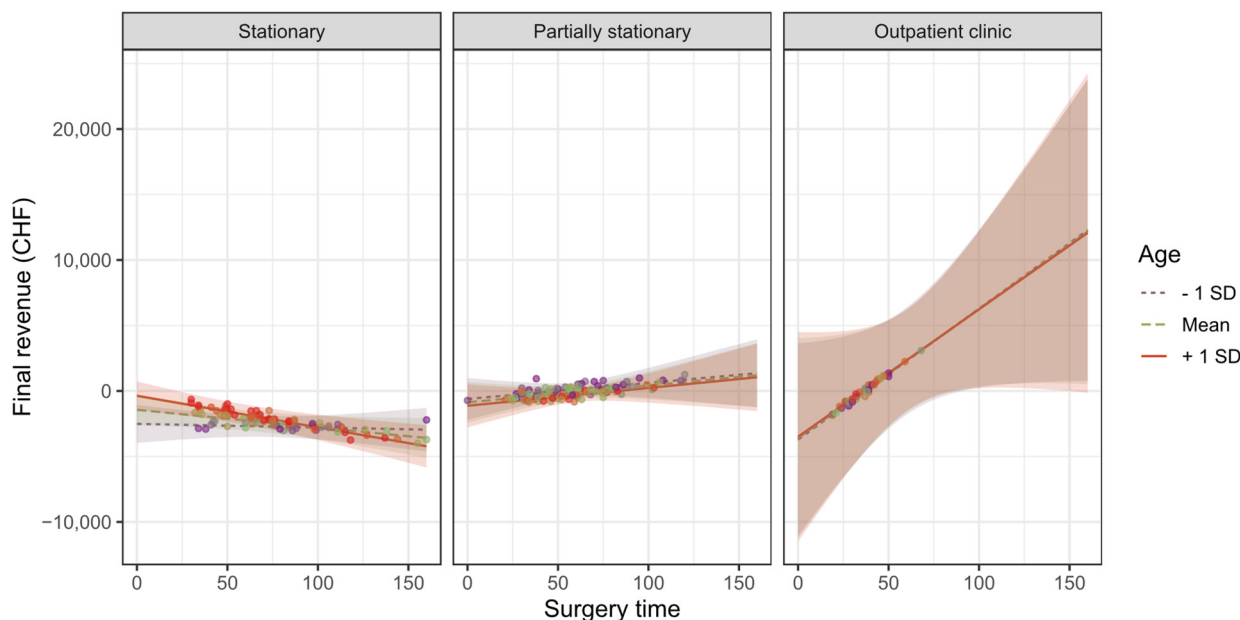 Stationary
Partially stationary
Outpatient clinic
Final revenue (CHF)
20,000
10,000
0
−10,000
0 50 100 150
0 50 100 150
0 50 100 150
Surgery time
Age
- 1 SD
Mean
+ 1 SD